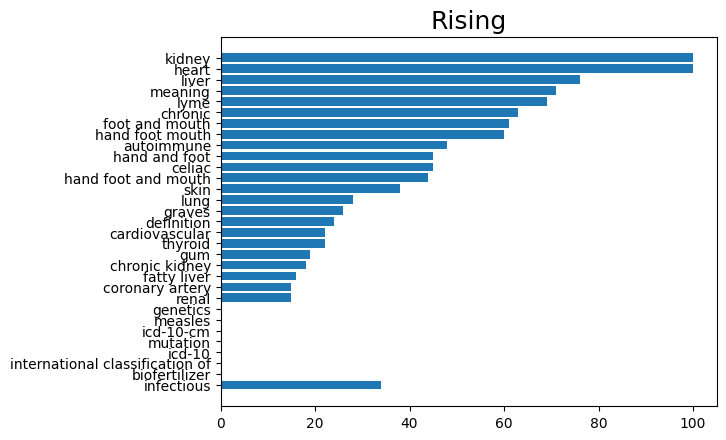 Rising
kidney
heart
liver
meaning
lyme
chronic
foot and mouth
hand foot mouth
autoimmune
hand and foot
celiac
hand foot and mouth
skin
lung
graves
definition
cardiovascular
thyroid
gum
chronic kidney
fatty liver
coronary artery
renal
genetics
measles
icd-10-cm
mutation
icd-10
international classification of
biofertilizer
infectious
0 20 40 60 80 100